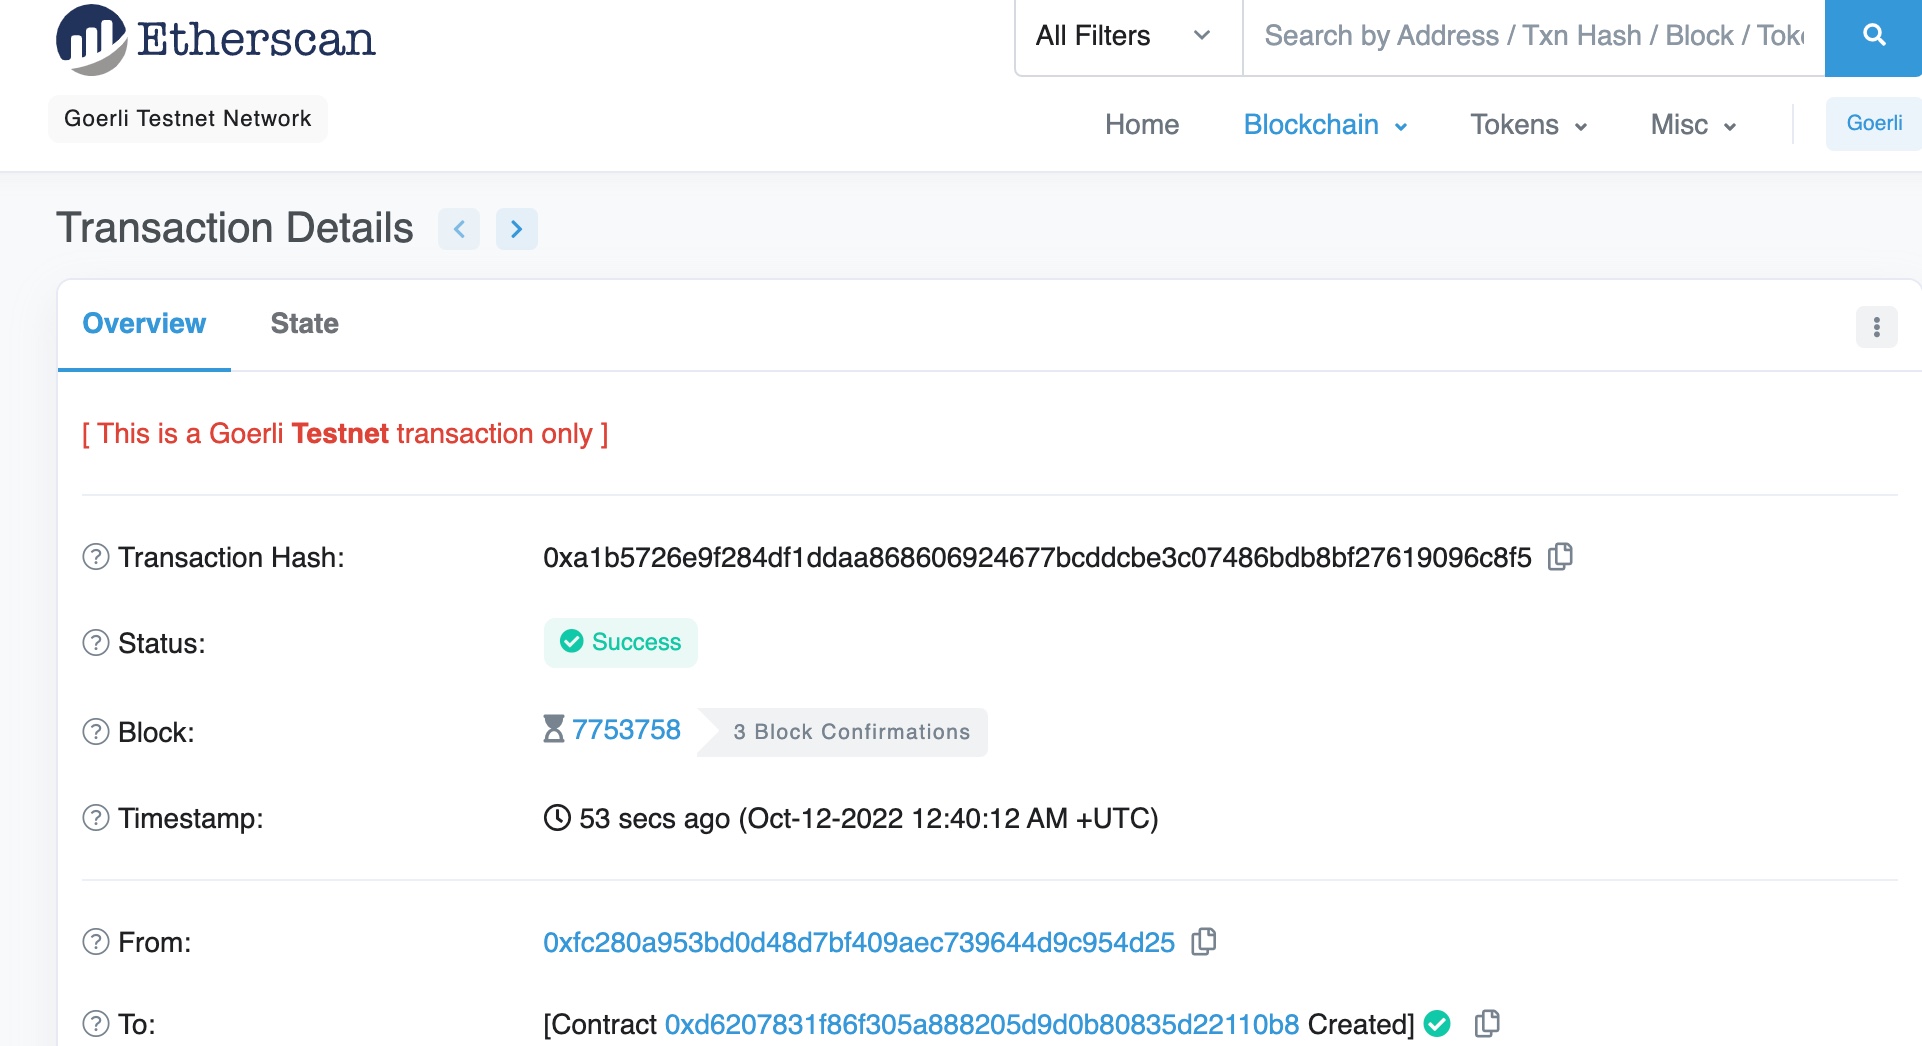 Etherscan
All Filters
Search by Address / Txn Hash / Block / Toke
Goerli Testnet Network
Home Blockchain Tokens Misc Goerli
Transaction Details
Overview State
[ This is a Goerli Testnet transaction only ]
Transaction Hash: 0xa1b5726e9f284df1ddaa868606924677bcddcbe3c07486bdb8bf27619096c8f5
Status: Success
Block: 7753758 3 Block Confirmations
Timestamp: 53 secs ago (Oct-12-2022 12:40:12 AM +UTC)
From: 0xfc280a953bd0d48d7bf409aec739644d9c954d25
To: [Contract 0xd6207831f86f305a888205d9d0b80835d22110b8 Created]